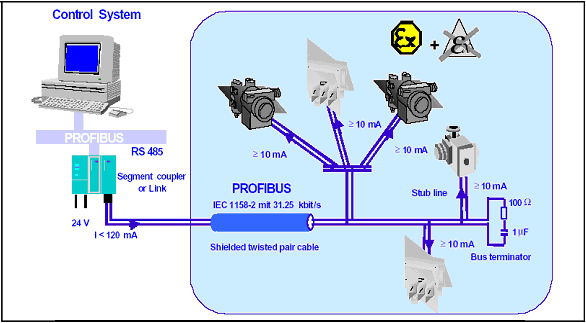 Control System
εx + ε
PROFIBUS
RS 485
Segment coupler
or Link
24 V
I < 120 mA
≥ 10 mA
≥ 10 mA
≥ 10 mA
PROFIBUS
IEC 1158-2 mit 31.25 kbit/s
Shielded twisted pair cable
Stub line
≥ 10 mA
≥ 10 mA
100 Ω
1 µF
Bus terminator